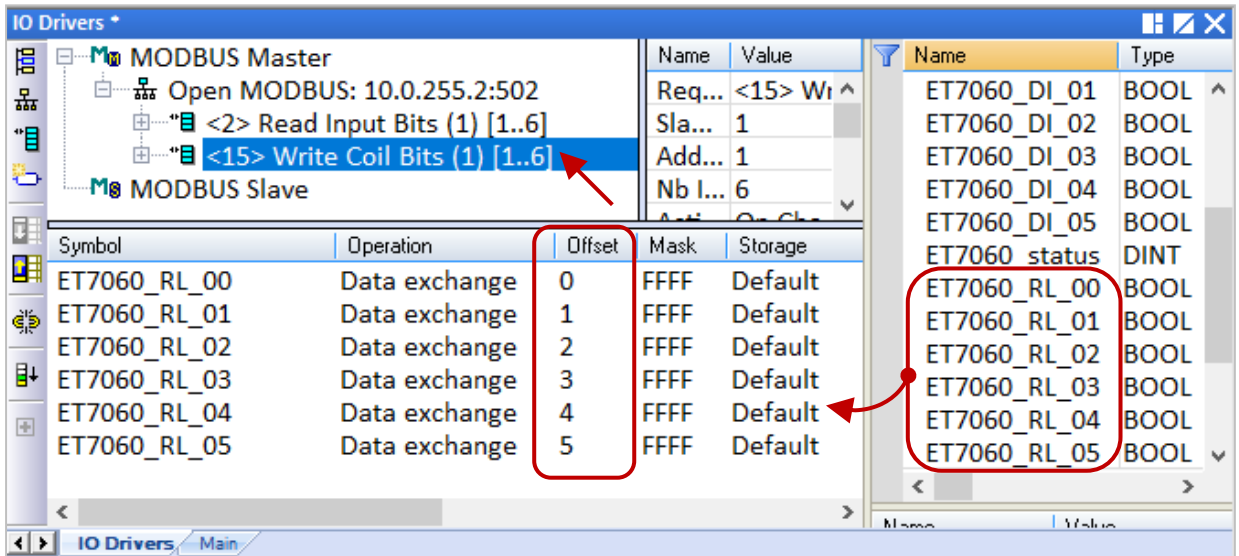 IO Drivers *
MODBUS Master
Open MODBUS: 10.0.255.2:502
<2> Read Input Bits (1) [1..6]
<15> Write Coil Bits (1) [1..6]
MODBUS Slave
Name Value
Req... <15> Wr
Sla... 1
Add... 1
Nb I... 6
Symbol Operation Offset Mask Storage
ET7060_RL_00 Data exchange 0 FFFF Default
ET7060_RL_01 Data exchange 1 FFFF Default
ET7060_RL_02 Data exchange 2 FFFF Default
ET7060_RL_03 Data exchange 3 FFFF Default
ET7060_RL_04 Data exchange 4 FFFF Default
ET7060_RL_05 Data exchange 5 FFFF Default
Name Type
ET7060_DI_01 BOOL
ET7060_DI_02 BOOL
ET7060_DI_03 BOOL
ET7060_DI_04 BOOL
ET7060_DI_05 BOOL
ET7060_status DINT
ET7060_RL_00 BOOL
ET7060_RL_01 BOOL
ET7060_RL_02 BOOL
ET7060_RL_03 BOOL
ET7060_RL_04 BOOL
ET7060_RL_05 BOOL
Name Value
IO Drivers Main